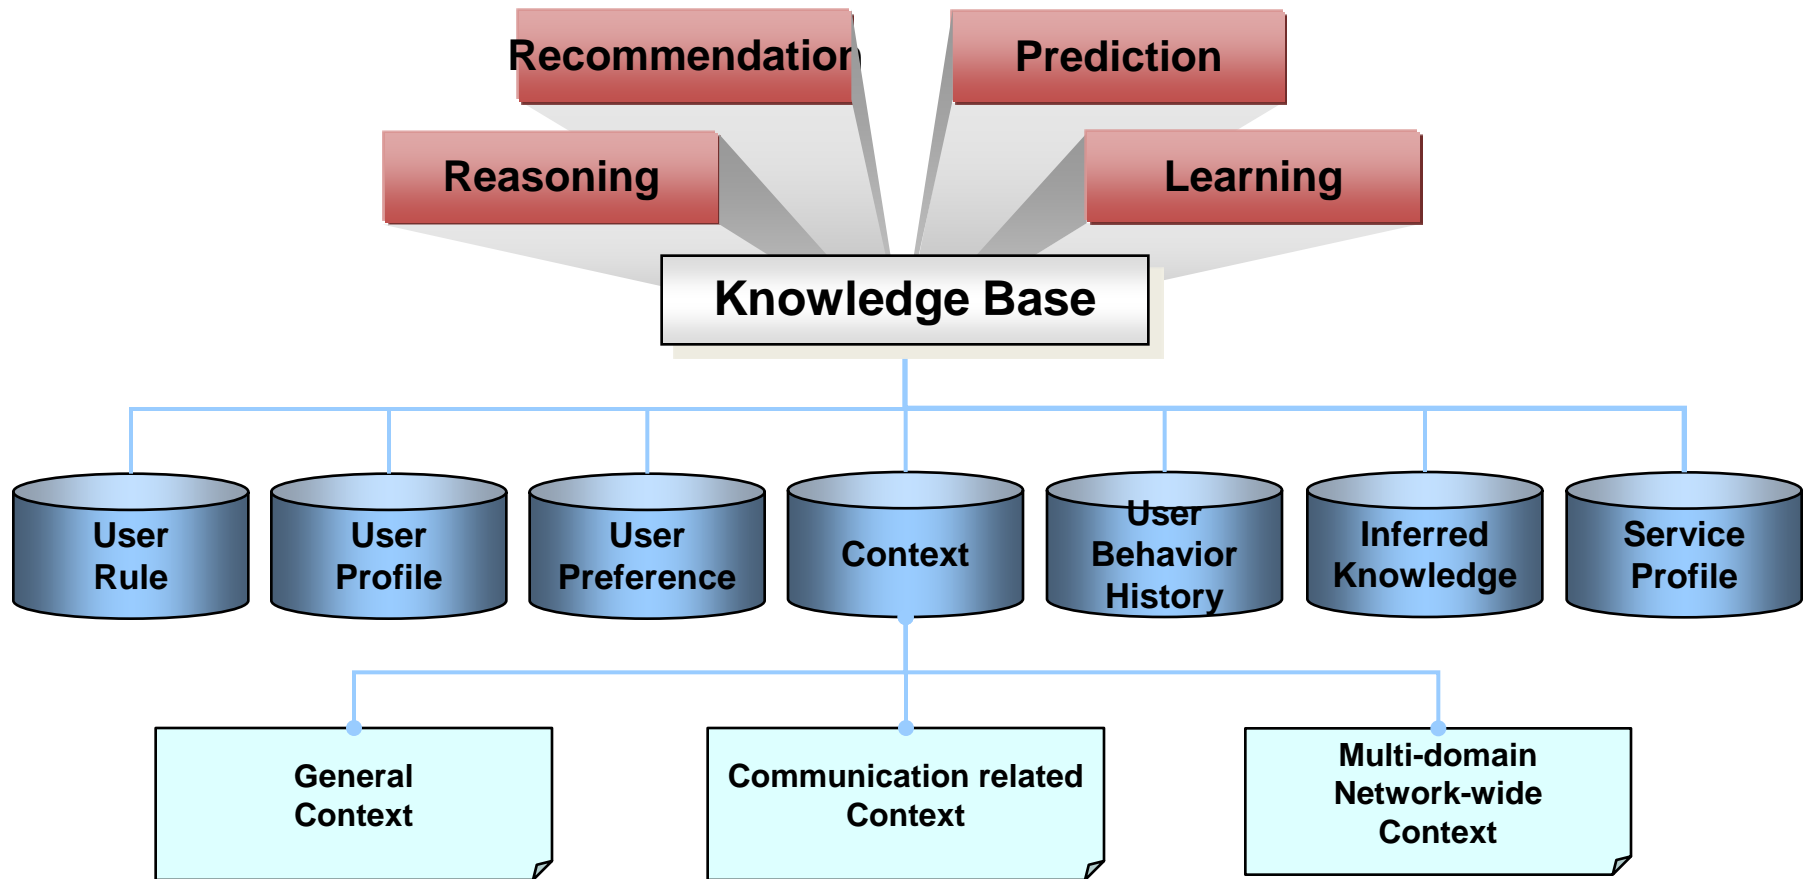 Recommendation
Prediction
Reasoning
Learning
Knowledge Base
User
Rule
User
Profile
User
Preference
Context
User
Behavior
History
Inferred
Knowledge
Service
Profile
General
Context
Communication related
Context
Multi-domain
Network-wide
Context